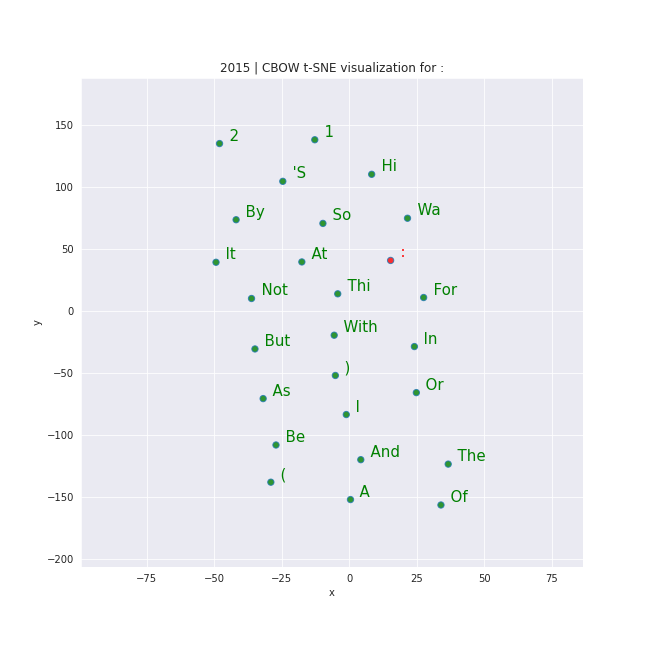 2015 | CBOW t-SNE visualization for :
150
100
50
0
−50
−100
−150
−200
y
2
1
'S
Hi
By
So
Wa
It
At
:
Not
Thi
For
But
With
In
)
As
Or
I
Be
And
The
(
A
Of
−75
−50
−25
0
25
50
75
x